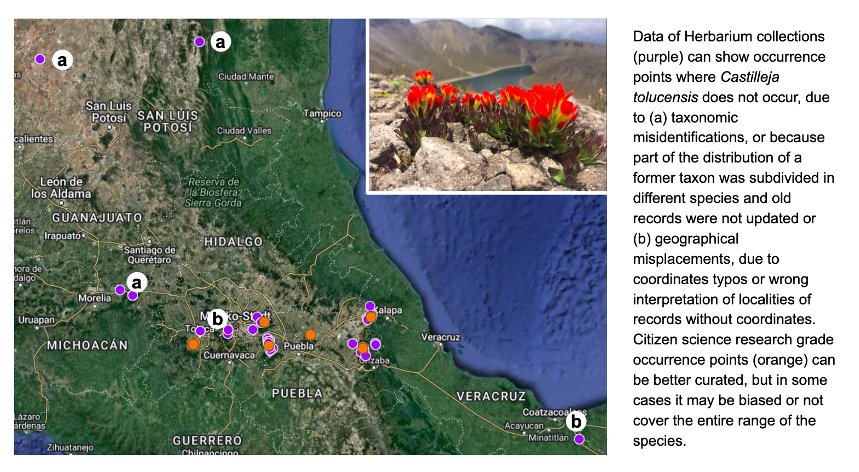 a
a
Ciudad Mante
San Luis
Potosí
SAN LUIS
POTOSÍ
Tampico
calientes
Ciudad Valles
León de
los Aldama
Reserva de
la Biosfera
Sierra Gorda
GUANAJUATO
Irapuato
Santiago de
Querétaro
HIDALGO
a
Morelia
b
Xalapa
Uruapan
MICHOACÁN
Cuernavaca
Puebla
Orizaba
Veracruz
PUEBLA
VERACRUZ
Coatzacoalcos
b
Acayucan
Minatitlán
Lázaro
Cárdenas
Zihuatanejo
GUERRERO
Chilpancingo
Data of Herbarium collections
(purple) can show occurrence
points where Castilleja
tolucensis does not occur, due
to (a) taxonomic
misidentifications, or because
part of the distribution of a
former taxon was subdivided in
different species and old
records were not updated or
(b) geographical
misplacements, due to
coordinates typos or wrong
interpretation of localities of
records without coordinates.
Citizen science research grade
occurrence points (orange) can
be better curated, but in some
cases it may be biased or not
cover the entire range of the
species.